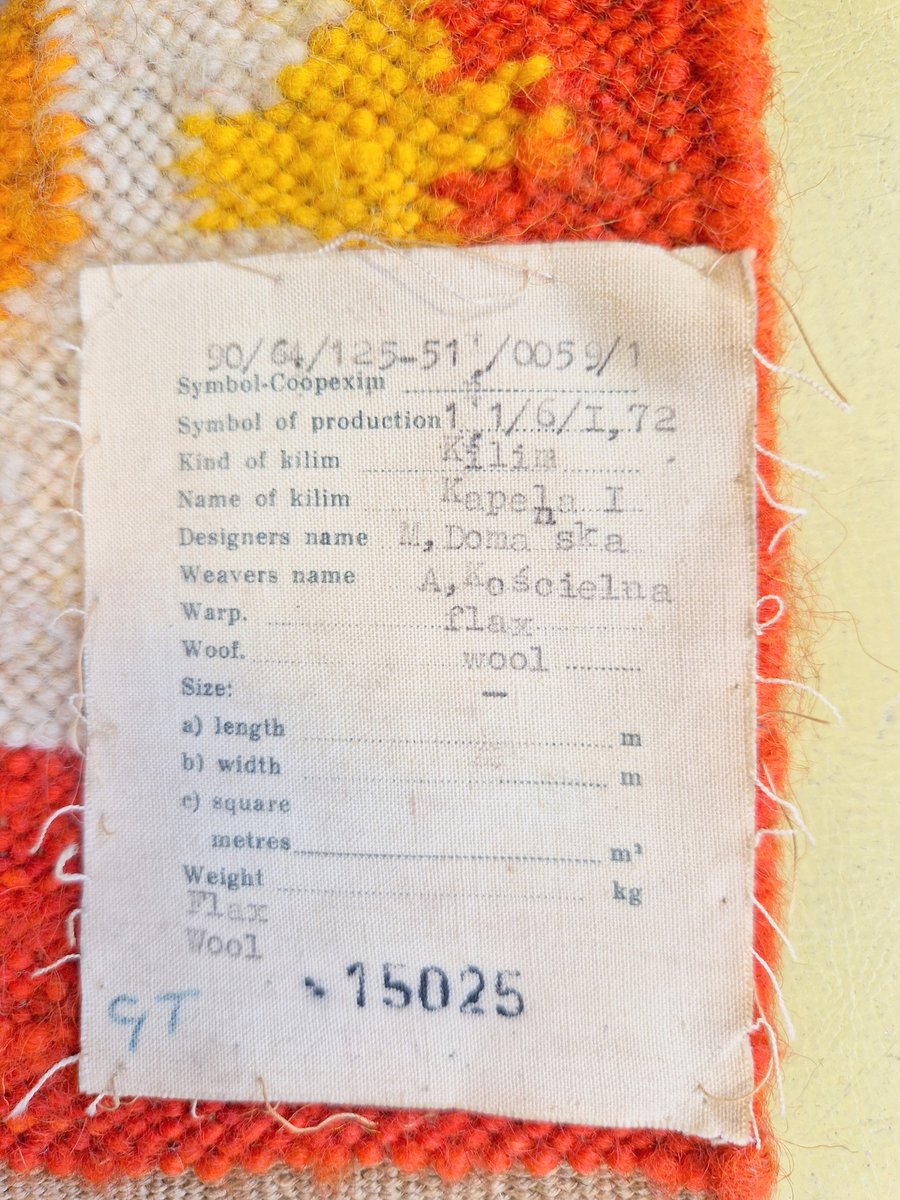 90/64/125-51/0059/1
Symbol-Coopexim
Symbol of production 1 1/6/I,72
Kind of kilim Kilim
Name of kilim Kapela I
Designers name M,Domańska
Weavers name A,Kościelna
Warp. flax
Woof. wool
Size: –
a) length m
b) width m
c) square
metres m²
Weight kg
Flax
Wool
15025
GT